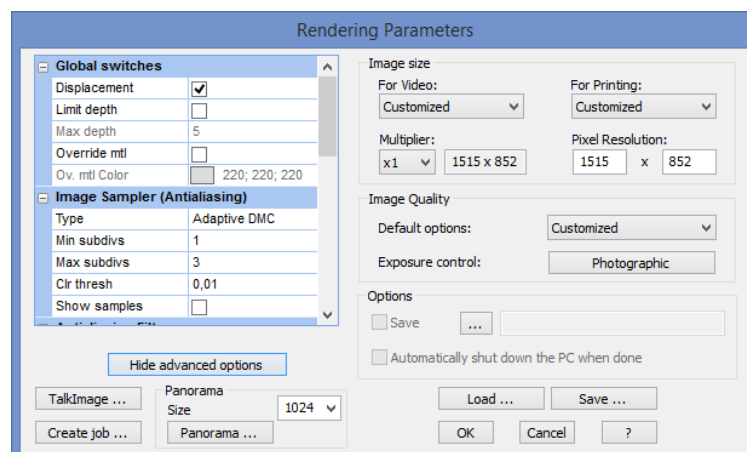 Rendering Parameters
Global switches
Displacement
Limit depth
Max depth 5
Override mtl
Ov. mtl Color 220; 220; 220
Image Sampler (Antialiasing)
Type Adaptive DMC
Min subdivs 1
Max subdivs 3
Clr thresh 0,01
Show samples
Hide advanced options
TalkImage ...
Create job ...
Panorama
Size 1024
Panorama ...
Image size
For Video: For Printing:
Customized Customized
Multiplier: Pixel Resolution:
x1 1515 x 852 1515 x 852
Image Quality
Default options: Customized
Exposure control: Photographic
Options
Save ...
Automatically shut down the PC when done
Load ... Save ...
OK Cancel ?